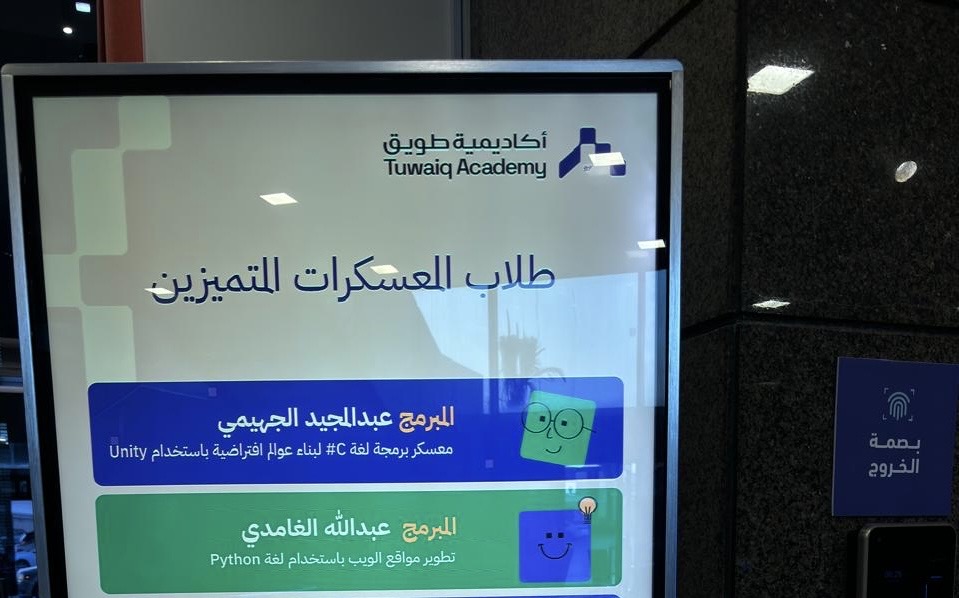 أكاديمية طويق
Tuwaiq Academy
طلاب المعسكرات المتميزين
المبرمج عبدالمجيد الجهيمي
معسكر برمجة لغة C# لبناء عوالم افتراضية باستخدام Unity
المبرمج عبدالله الغامدي
تطوير مواقع الويب باستخدام لغة Python
بصمة
الخروج